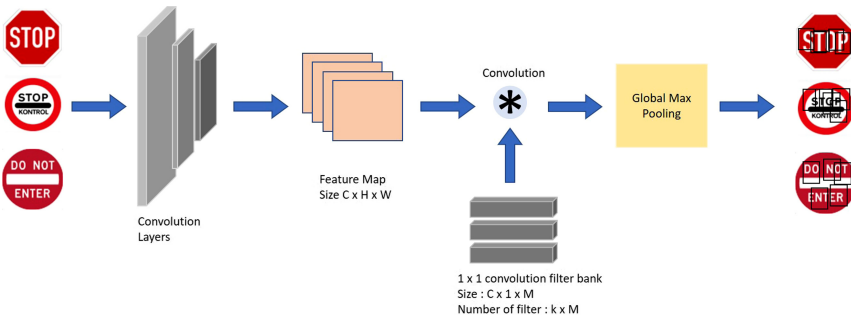 STOP
STOP
KONTROL
DO NOT
ENTER
Convolution
Layers
Feature Map
Size C x H x W
Convolution
*
1 x 1 convolution filter bank
Size : C x 1 x M
Number of filter : k x M
Global Max
Pooling
STOP
STOP
KONTROL
DO NOT
ENTER